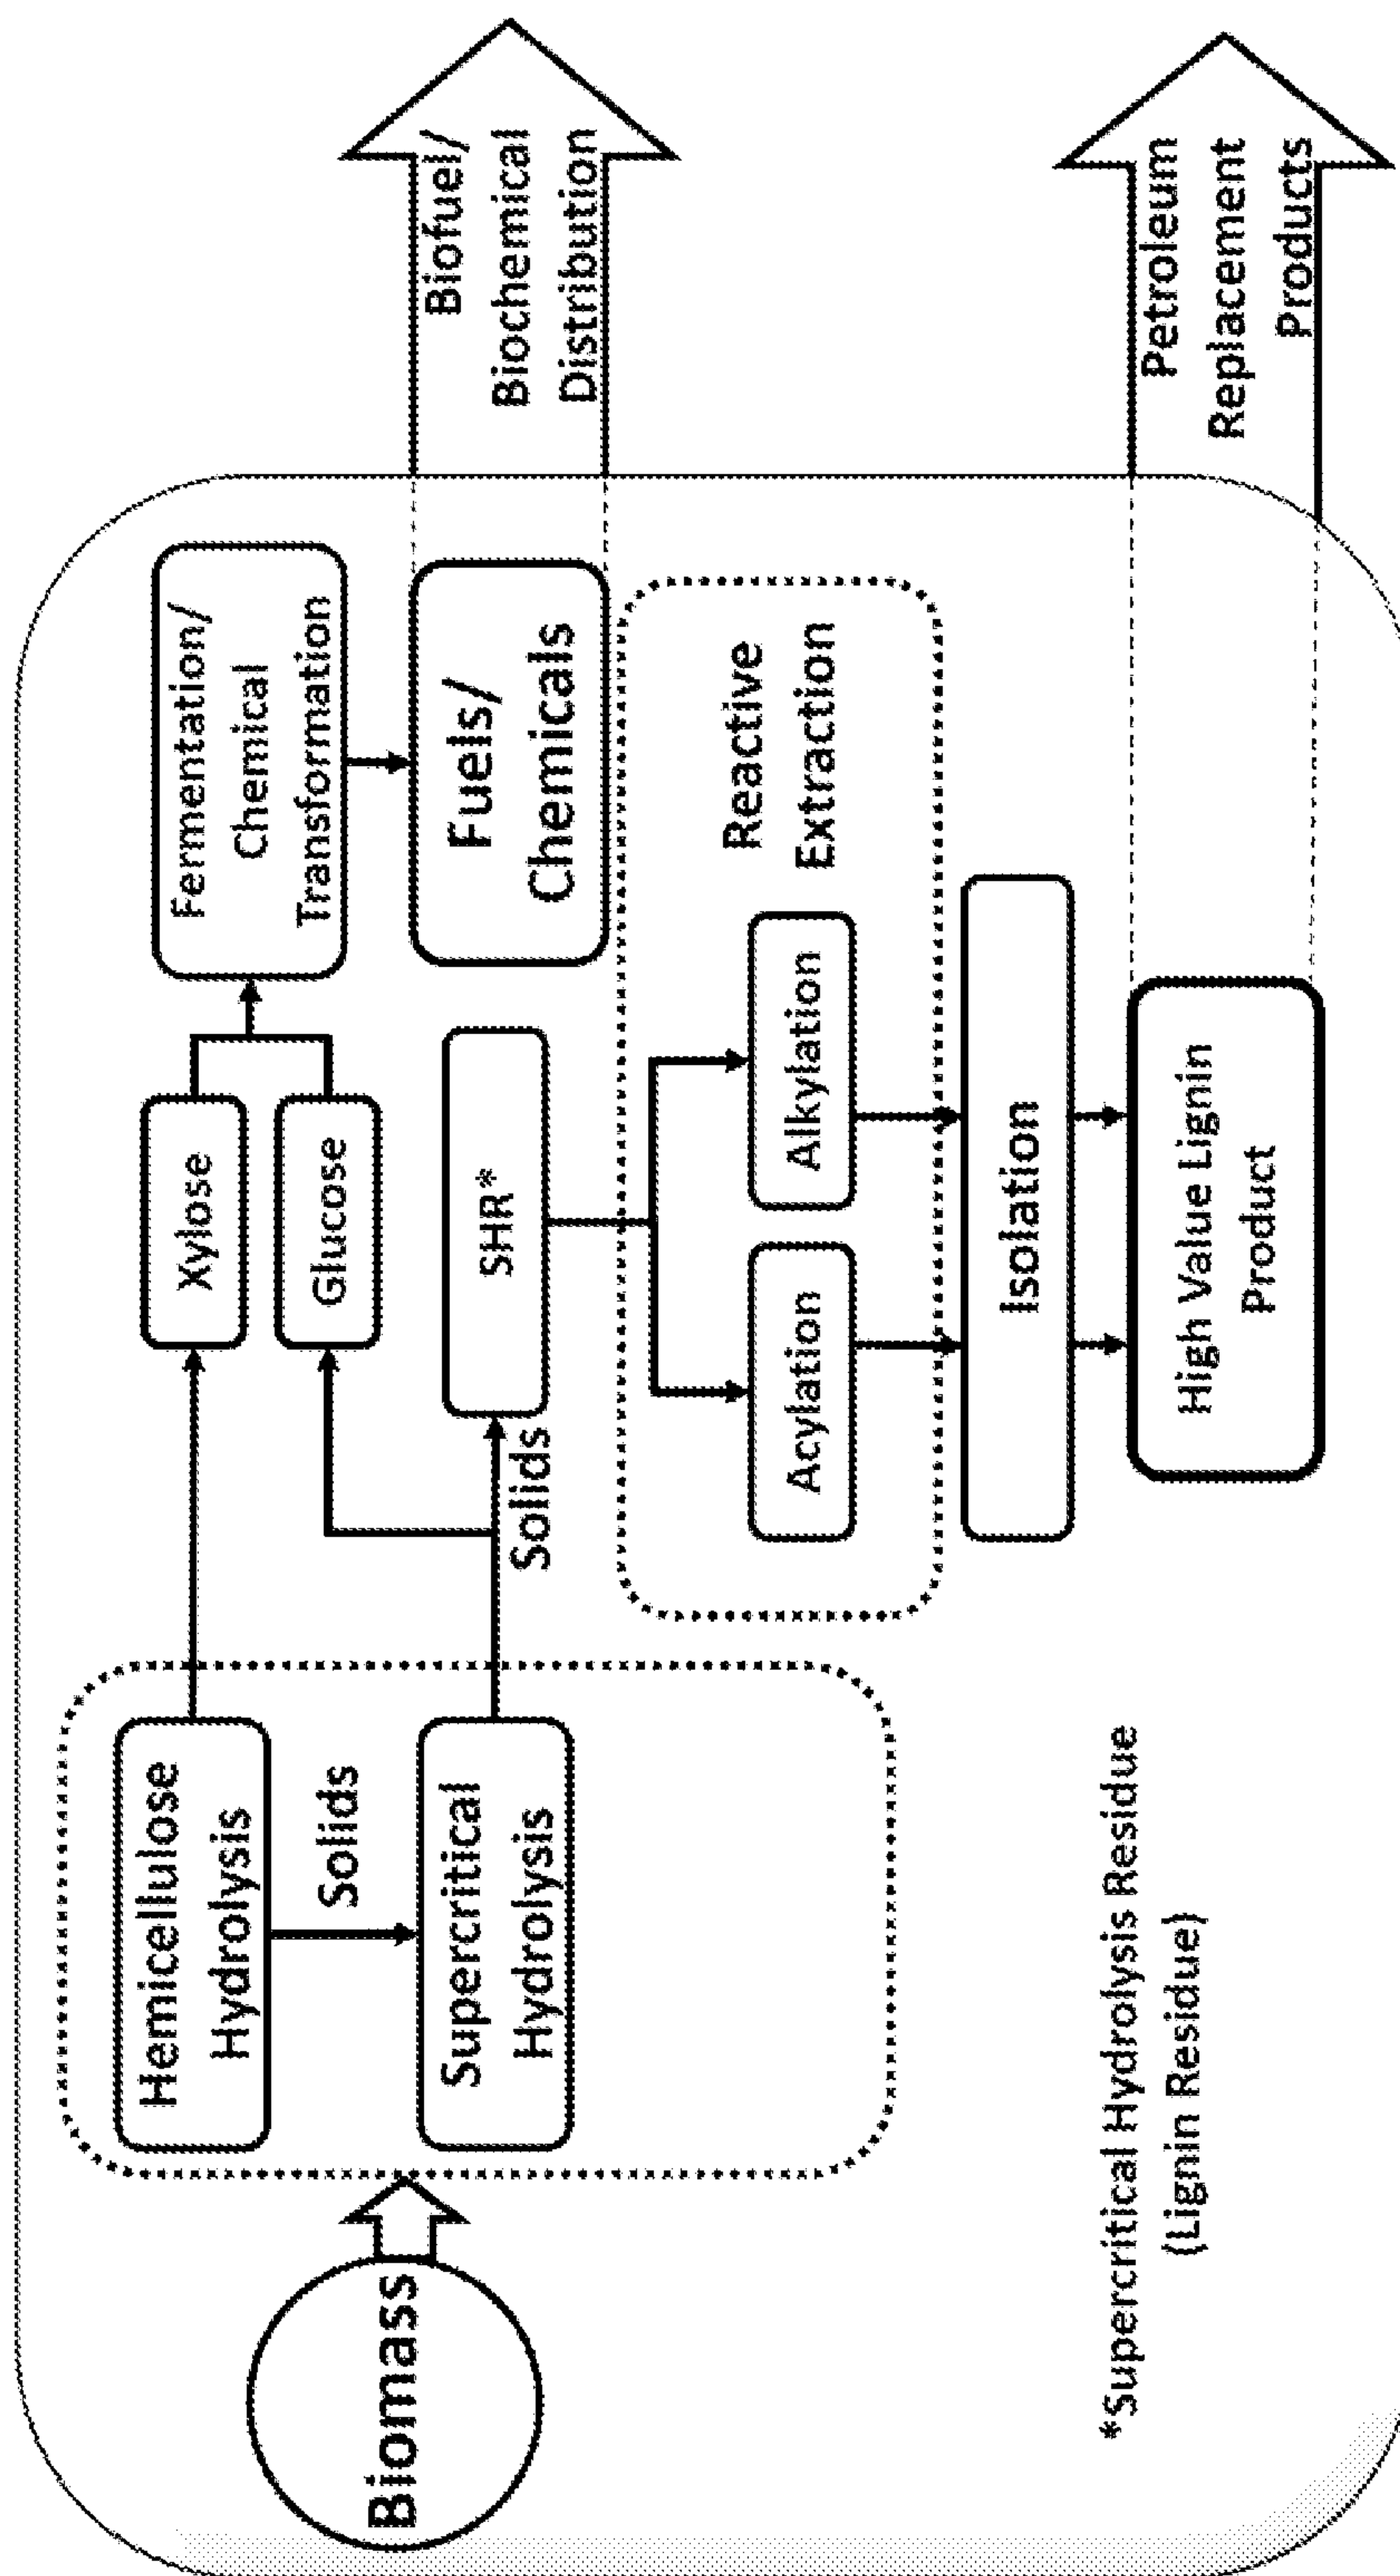 Biomass
Hemicellulose
Hydrolysis
Solids
Supercritical
Hydrolysis
Xylose
Glucose
Solids
SHR*
Fermentation/
Chemical
Transformation
Fuels/
Chemicals
Reactive
Extraction
Acylation
Alkylation
Isolation
High Value Lignin
Product
*Supercritical Hydrolysis Residue
(Lignin Residue)
Biofuel/
Biochemical
Distribution
Petroleum
Replacement
Products